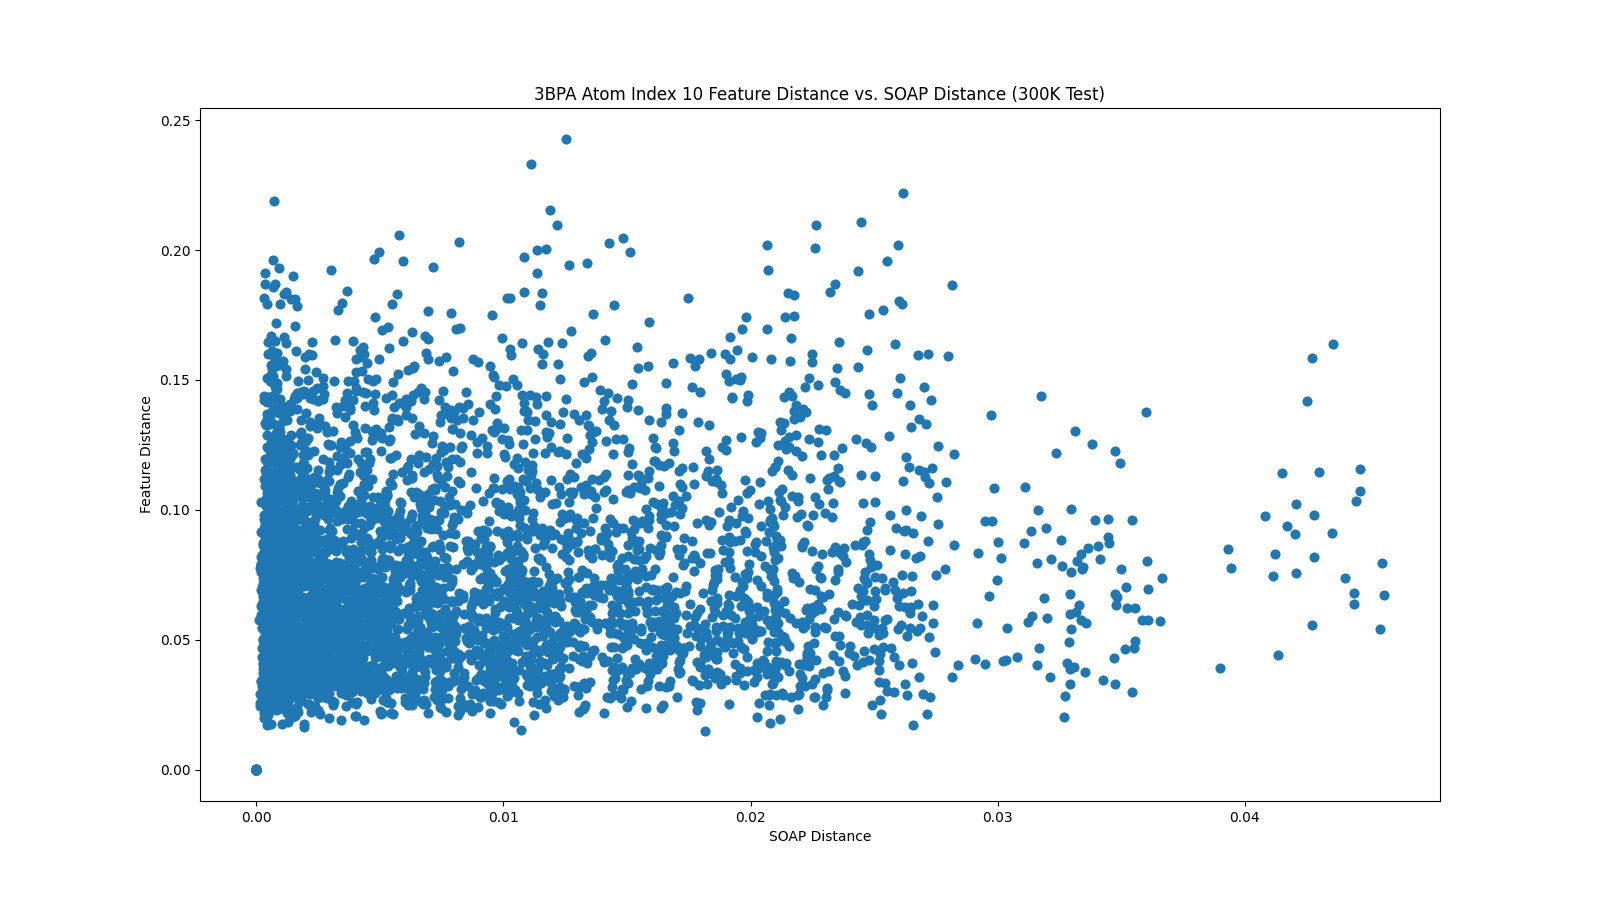 3BPA Atom Index 10 Feature Distance vs. SOAP Distance (300K Test)
0.25
0.20
0.15
0.10
0.05
0.00
Feature Distance
0.00 0.01 0.02 0.03 0.04
SOAP Distance